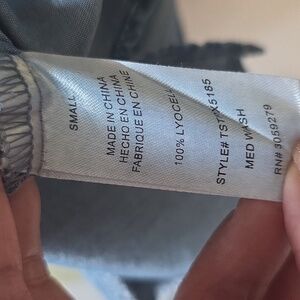 SMALL
MADE IN CHINA
HECHO EN CHINA
FABRIQUE EN CHINE
100% LYOCELL
STYLE#
MED WASH
RN# 3059279